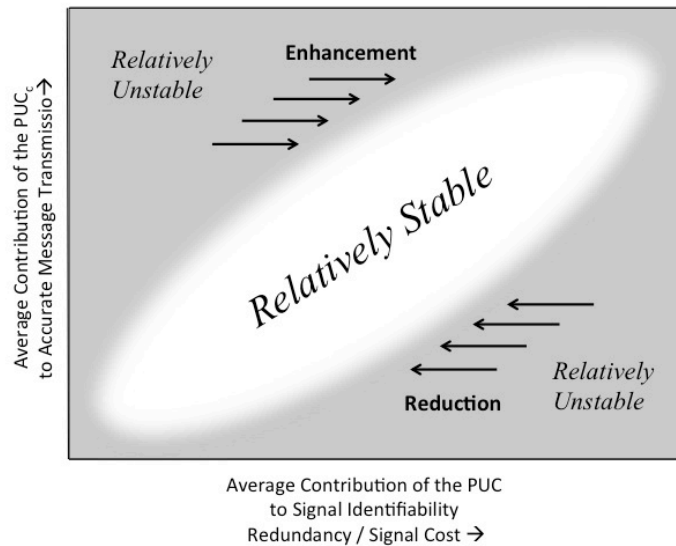 Relatively
Unstable
Enhancement
Relatively Stable
Reduction
Relatively
Unstable
Average Contribution of the PUC_c
to Accurate Message Transmissio→
Average Contribution of the PUC
to Signal Identifiability
Redundancy / Signal Cost →